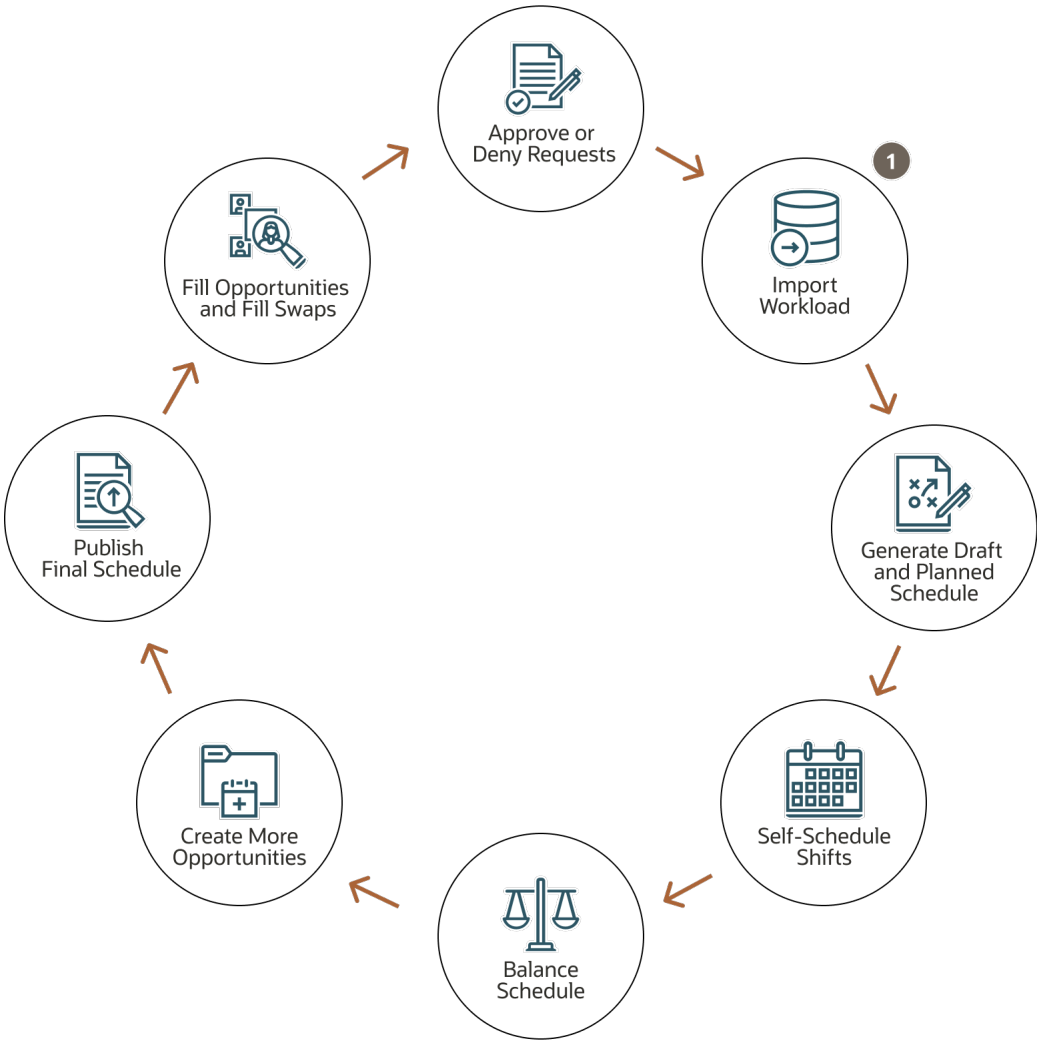 Approve or
Deny Requests
1
Import
Workload
Generate Draft
and Planned
Schedule
Self-Schedule
Shifts
Balance
Schedule
Create More
Opportunities
Publish
Final Schedule
Fill Opportunities
and Fill Swaps